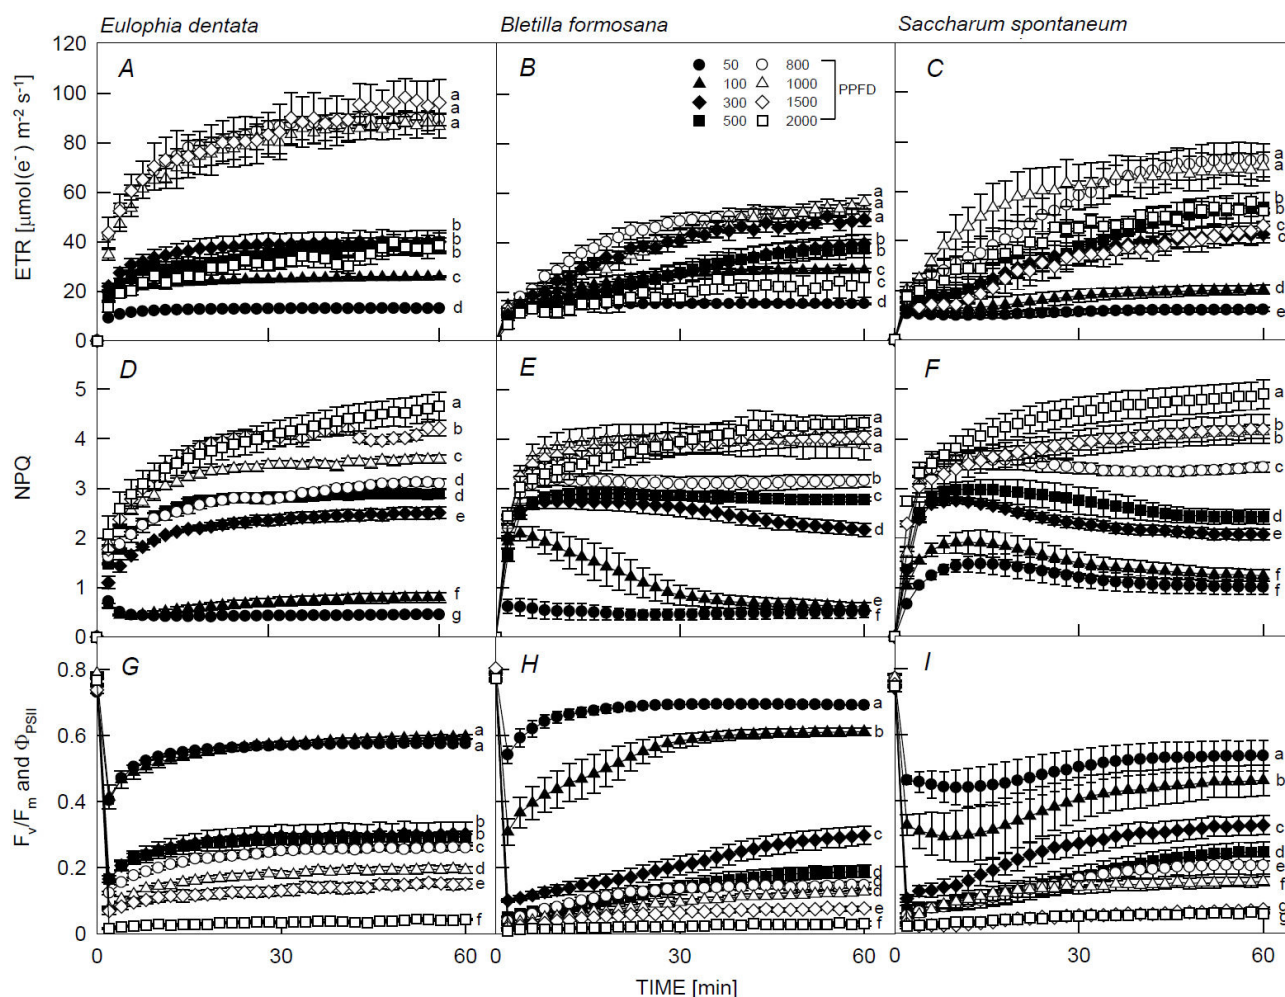 Eulophia dentata
Bletilla formosana
Saccharum spontaneum
ETR [μmol(e⁻) m⁻² s⁻¹)
120
100
80
60
40
20
0
A
a
a
a
b
b
b
c
d
B
50
800
100
1000
300
1500
500
2000
PPFD
a
a
b
b
c
c
d
C
a
a
b
b
c
c
d
e
NPQ
5
4
3
2
1
0
D
a
b
c
d
d
e
f
g
E
a
a
a
b
c
d
e
f
F
a
b
b
c
d
e
f
f
Fv/Fm and ΦPSII
0.8
0.6
0.4
0.2
0
G
a
a
b
b
c
d
e
f
H
a
b
c
d
d
d
e
f
I
a
b
c
d
e
f
g
g
0
30
60
0
30
60
0
30
60
TIME [min]